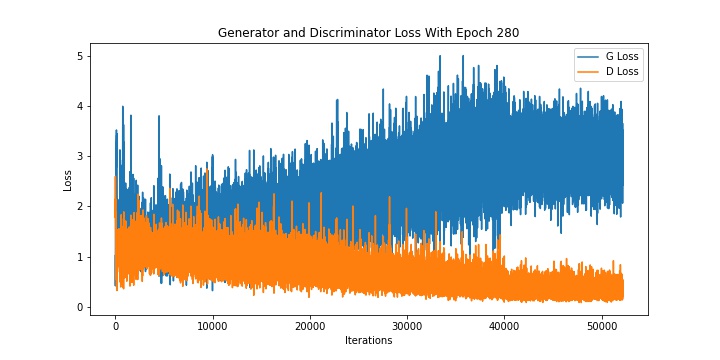 Generator and Discriminator Loss With Epoch 280
G Loss
D Loss
Loss
5
4
3
2
1
0
0
10000
20000
30000
40000
50000
Iterations